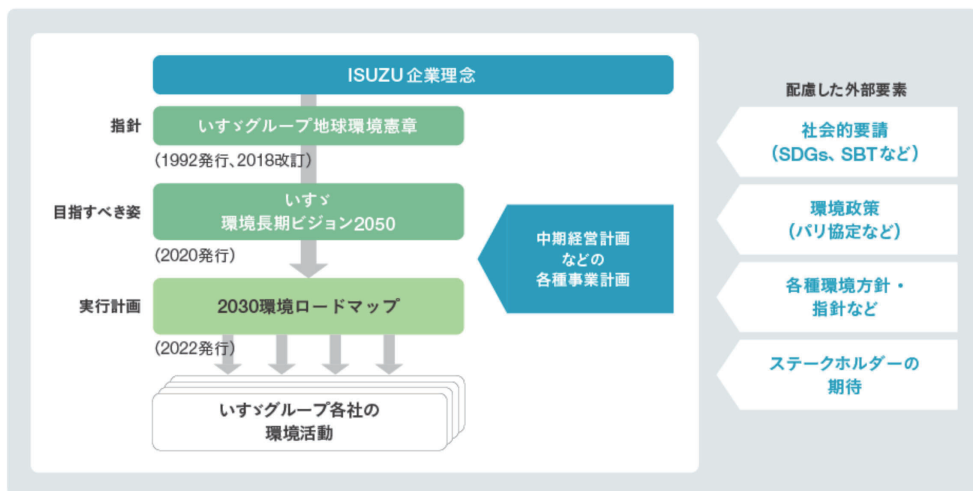 ISUZU 企業理念
指針
いすゞグループ地球環境憲章
(1992発行、2018改訂)
目指すべき姿
いすゞ
環境長期ビジョン2050
(2020発行)
実行計画
2030環境ロードマップ
(2022発行)
いすゞグループ各社の
環境活動
中期経営計画
などの
各種事業計画
配慮した外部要素
社会的要請
(SDGs、SBTなど)
環境政策
(パリ協定など)
各種環境方針・
指針など
ステークホルダーの
期待